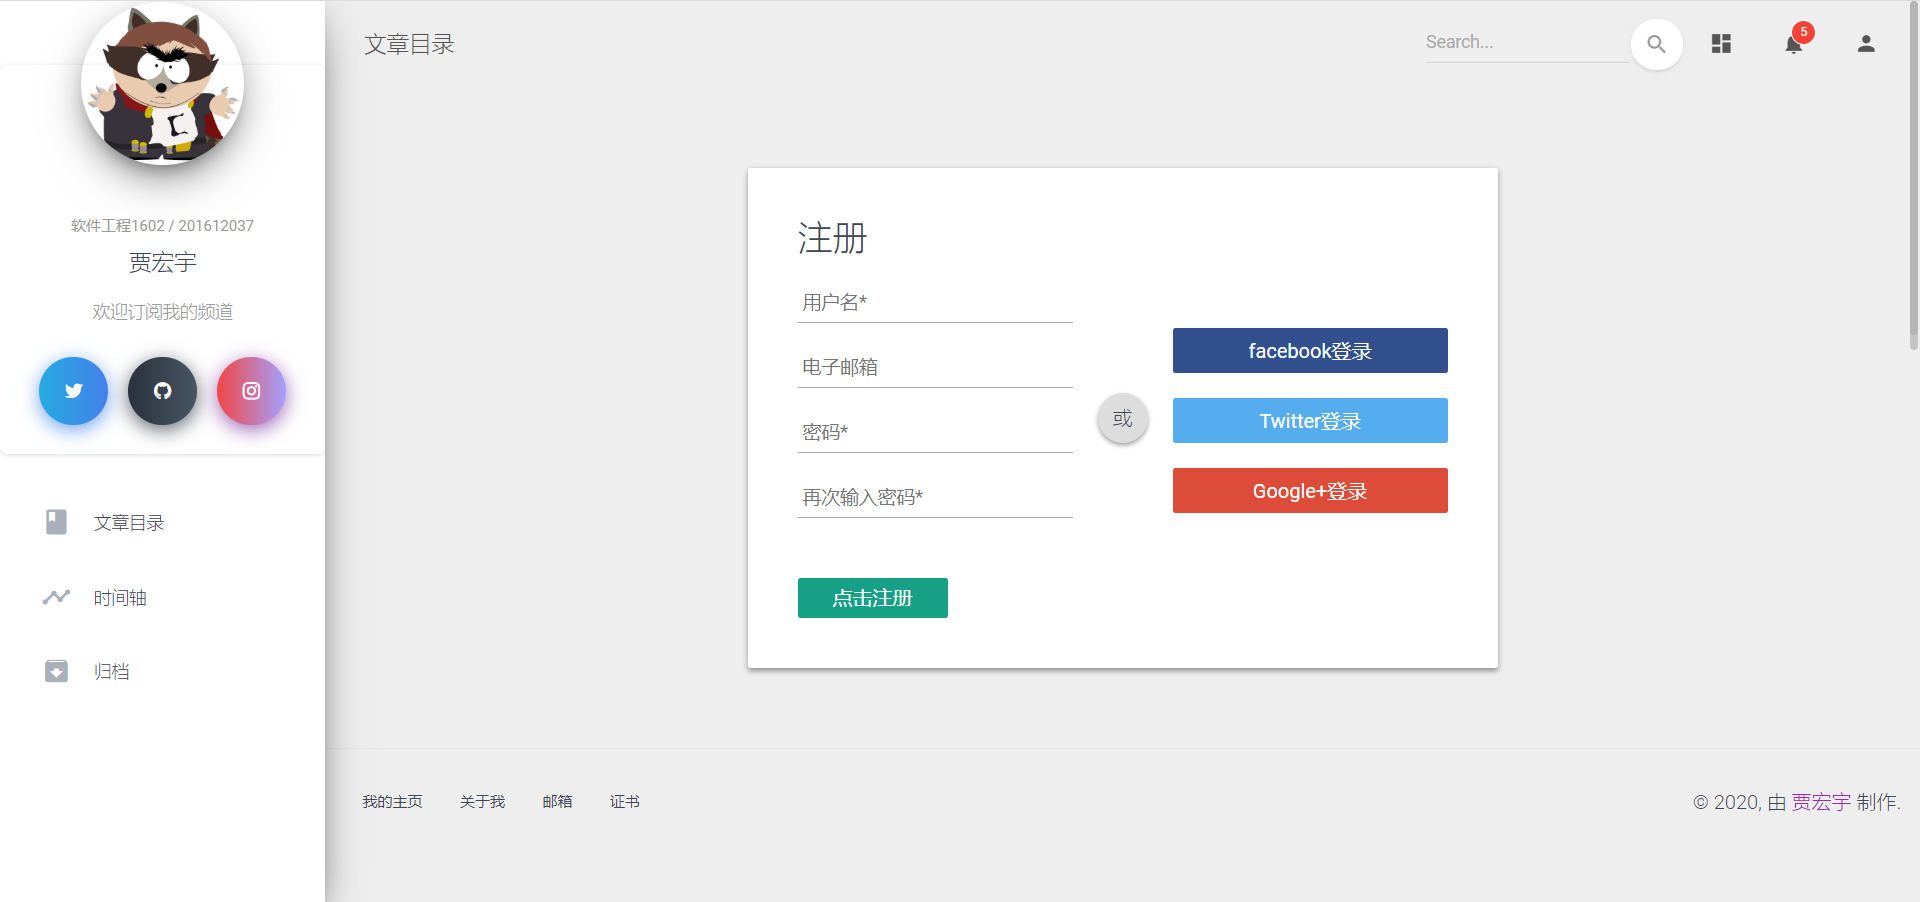 文章目录
Search...
5
软件工程1602 / 201612037
贾宏宇
欢迎订阅我的频道
文章目录
时间轴
归档
注册
用户名*
电子邮箱
密码*
再次输入密码*
点击注册
或
facebook登录
Twitter登录
Google+登录
我的主页 关于我 邮箱 证书
© 2020, 由 贾宏宇 制作.